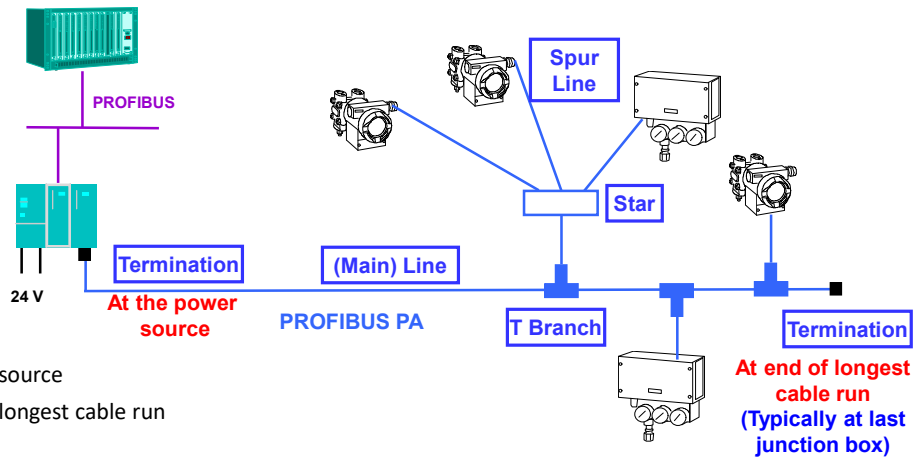 PROFIBUS
24 V
Termination
At the power
source
(Main) Line
PROFIBUS PA
Spur
Line
Star
T Branch
Termination
At end of longest
cable run
(Typically at last
junction box)
source
longest cable run